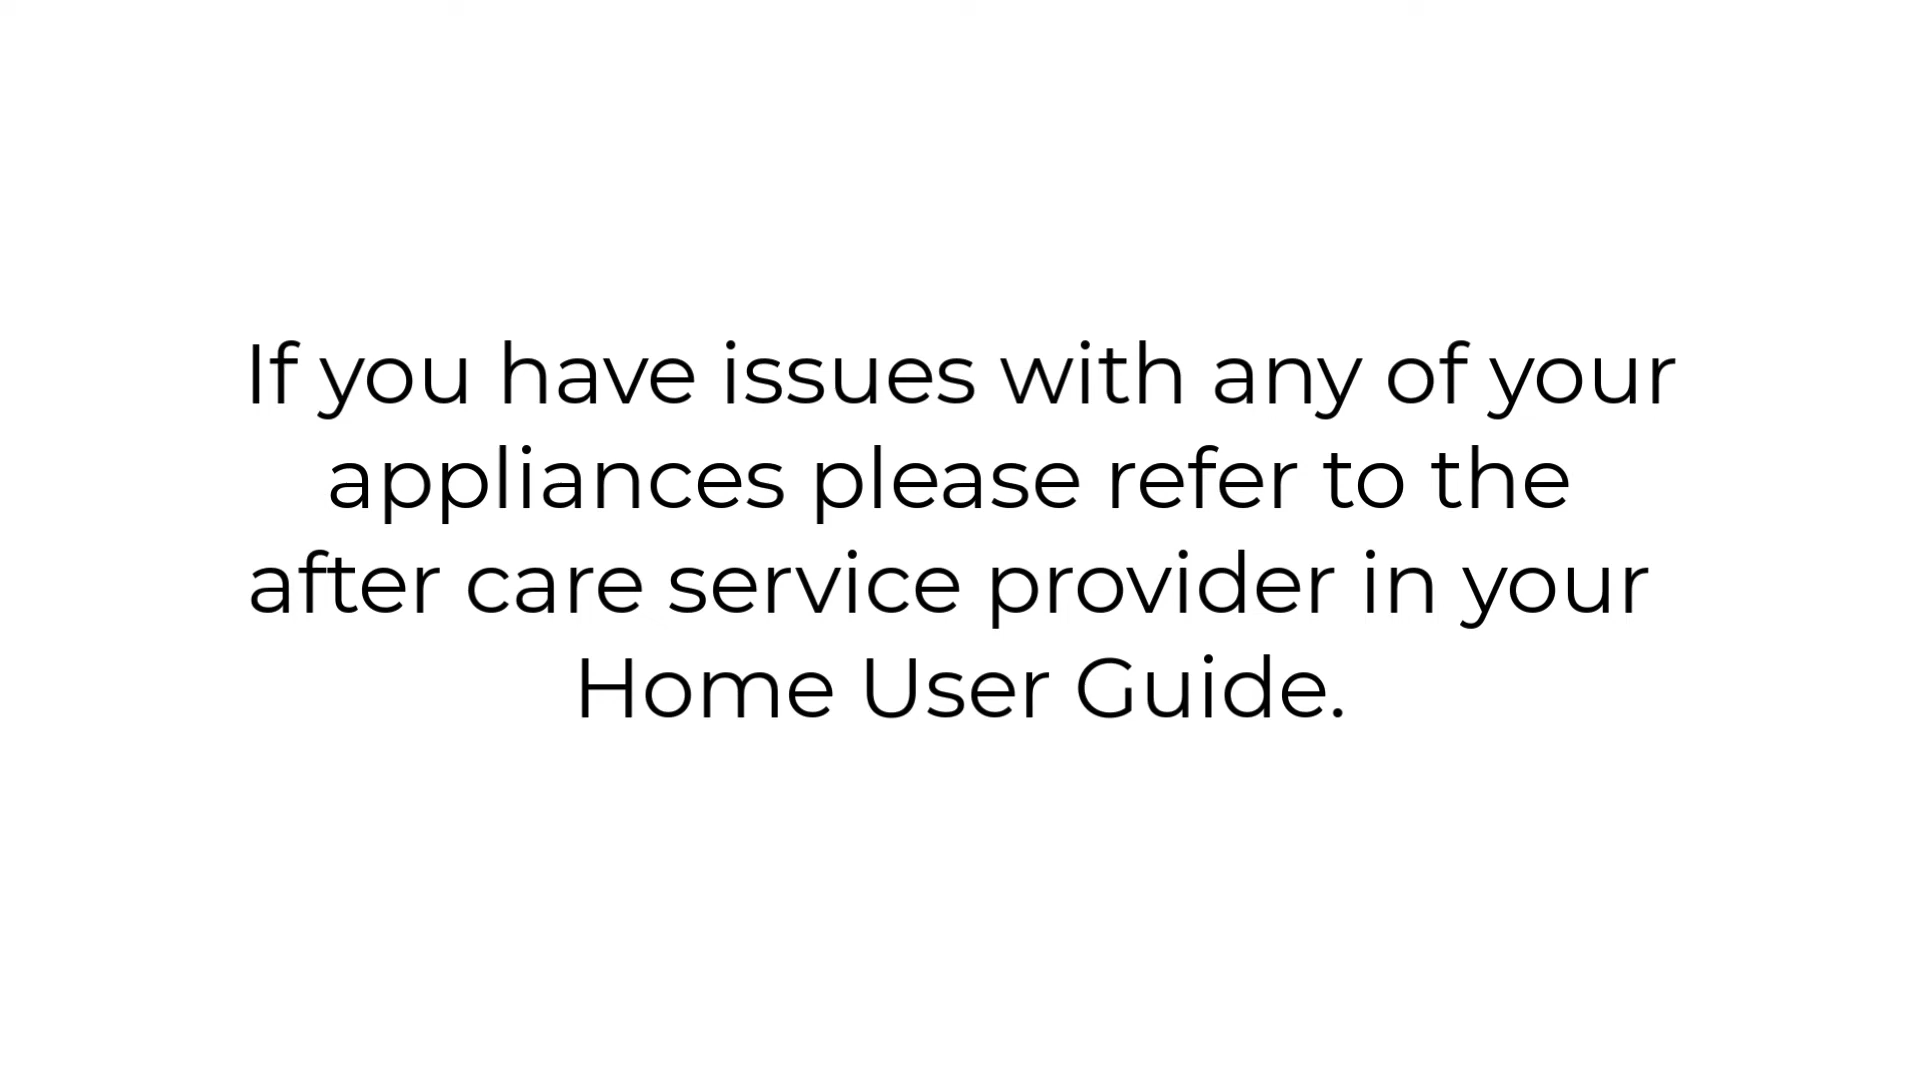 If you have issues with any of your
appliances please refer to the
after care service provider in your
Home User Guide.